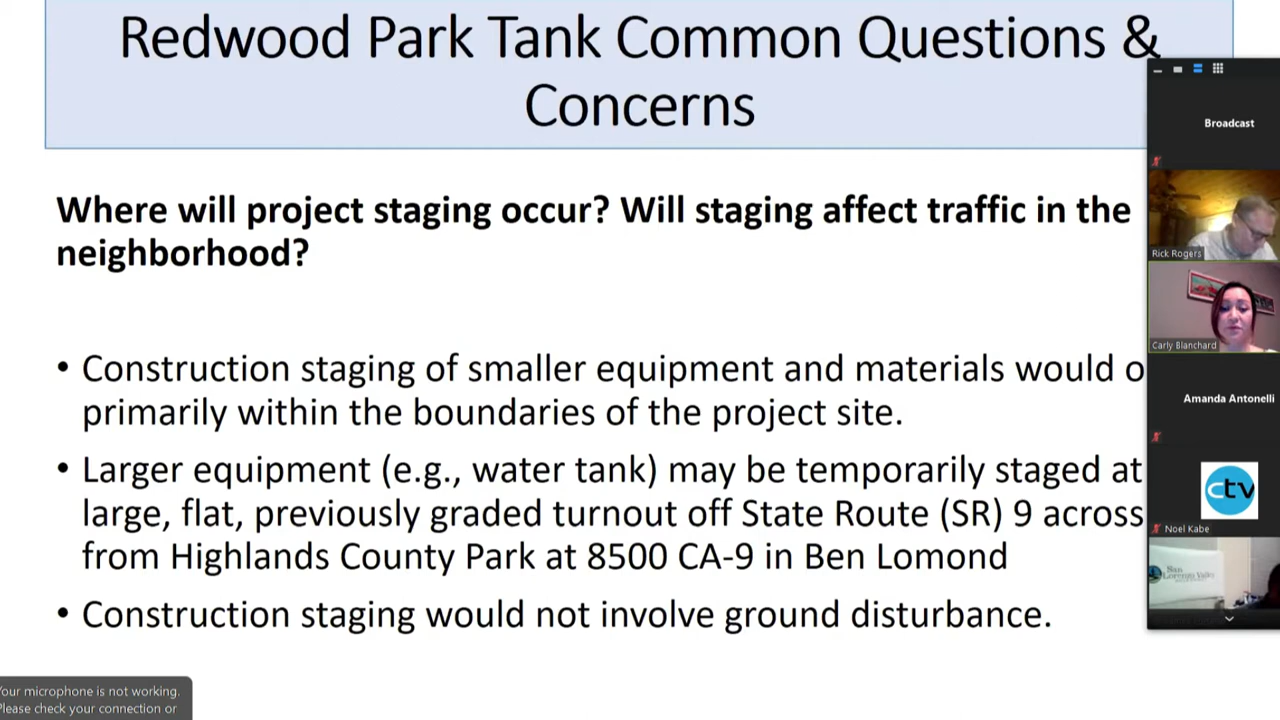 Redwood Park Tank Common Questions &
Concerns
Where will project staging occur? Will staging affect traffic in the
neighborhood?
• Construction staging of smaller equipment and materials would o
primarily within the boundaries of the project site.
• Larger equipment (e.g., water tank) may be temporarily staged at
large, flat, previously graded turnout off State Route (SR) 9 across
from Highlands County Park at 8500 CA-9 in Ben Lomond
• Construction staging would not involve ground disturbance.
Broadcast
Rick Rogers
Carly Blanchard
Amanda Antonelli
ctv
Noel Kabe
San
Lorenzo Valley
Your microphone is not working.
Please check your connection or